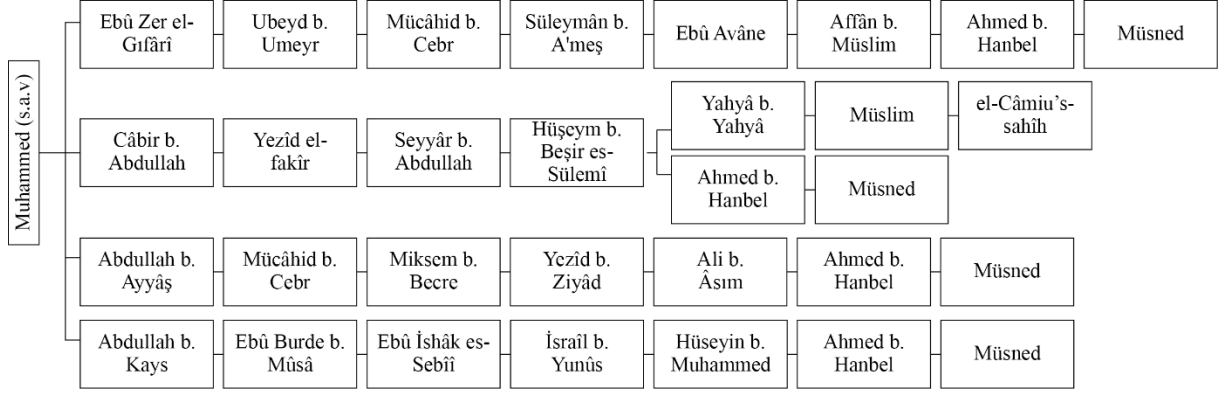 Muhammed (s.a.v)
Ebû Zer el-
Gıfârî
Ubeyd b.
Umeyr
Mücâhid b.
Cebr
Süleymân b.
A'meş
Ebû Avâne
Affân b.
Müslim
Ahmed b.
Hanbel
Müsned
Câbir b.
Abdullah
Yezîd el-
fakîr
Seyyâr b.
Abdullah
Hüşeym b.
Beşir es-
Sülemî
Yahyâ b.
Yahyâ
Müslim
el-Câmiu’s-
sahîh
Ahmed b.
Hanbel
Müsned
Abdullah b.
Ayyâş
Mücâhid b.
Cebr
Miksem b.
Becre
Yezîd b.
Ziyâd
Ali b.
Âsım
Ahmed b.
Hanbel
Müsned
Abdullah b.
Kays
Ebû Burde b.
Mûsâ
Ebû İshâk es-
Sebîî
İsraîl b.
Yunûs
Hüseyin b.
Muhammed
Ahmed b.
Hanbel
Müsned